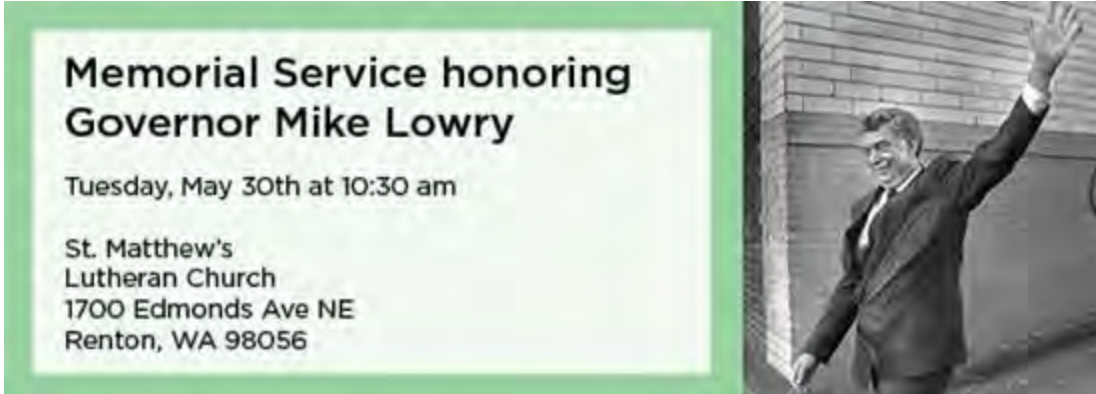 Memorial Service honoring
Governor Mike Lowry
Tuesday, May 30th at 10:30 am
St. Matthew's
Lutheran Church
1700 Edmonds Ave NE
Renton, WA 98056